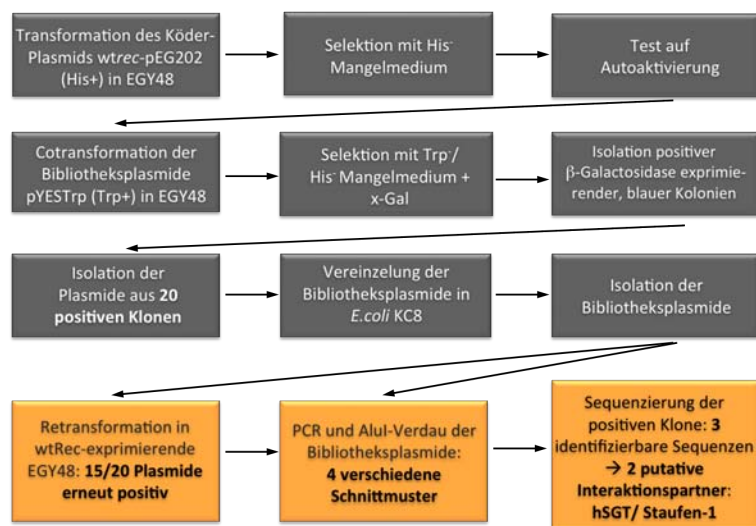 Transformation des Köder-
Plasmids wtrec-pEG202
(His+) in EGY48
Selektion mit His-
Mangelmedium
Test auf
Autoaktivierung
Cotransformation der
Bibliotheksplasmide
pYESTrp (Trp+) in EGY48
Selektion mit Trp-/
His- Mangelmedium +
x-Gal
Isolation positiver
β-Galactosidase exprimie-
render, blauer Kolonien
Isolation der
Plasmide aus 20
positiven Klonen
Vereinzelung der
Bibliotheksplasmide in
E.coli KC8
Isolation der
Bibliotheksplasmide
Retransformation in
wtRec-exprimierende
EGY48: 15/20 Plasmide
erneut positiv
PCR und AluI-Verdau der
Bibliotheksplasmide:
4 verschiedene
Schnittmuster
Sequenzierung der
positiven Klone: 3
identifizierbare Sequenzen
→ 2 putative
Interaktionspartner:
hSGT/ Staufen-1